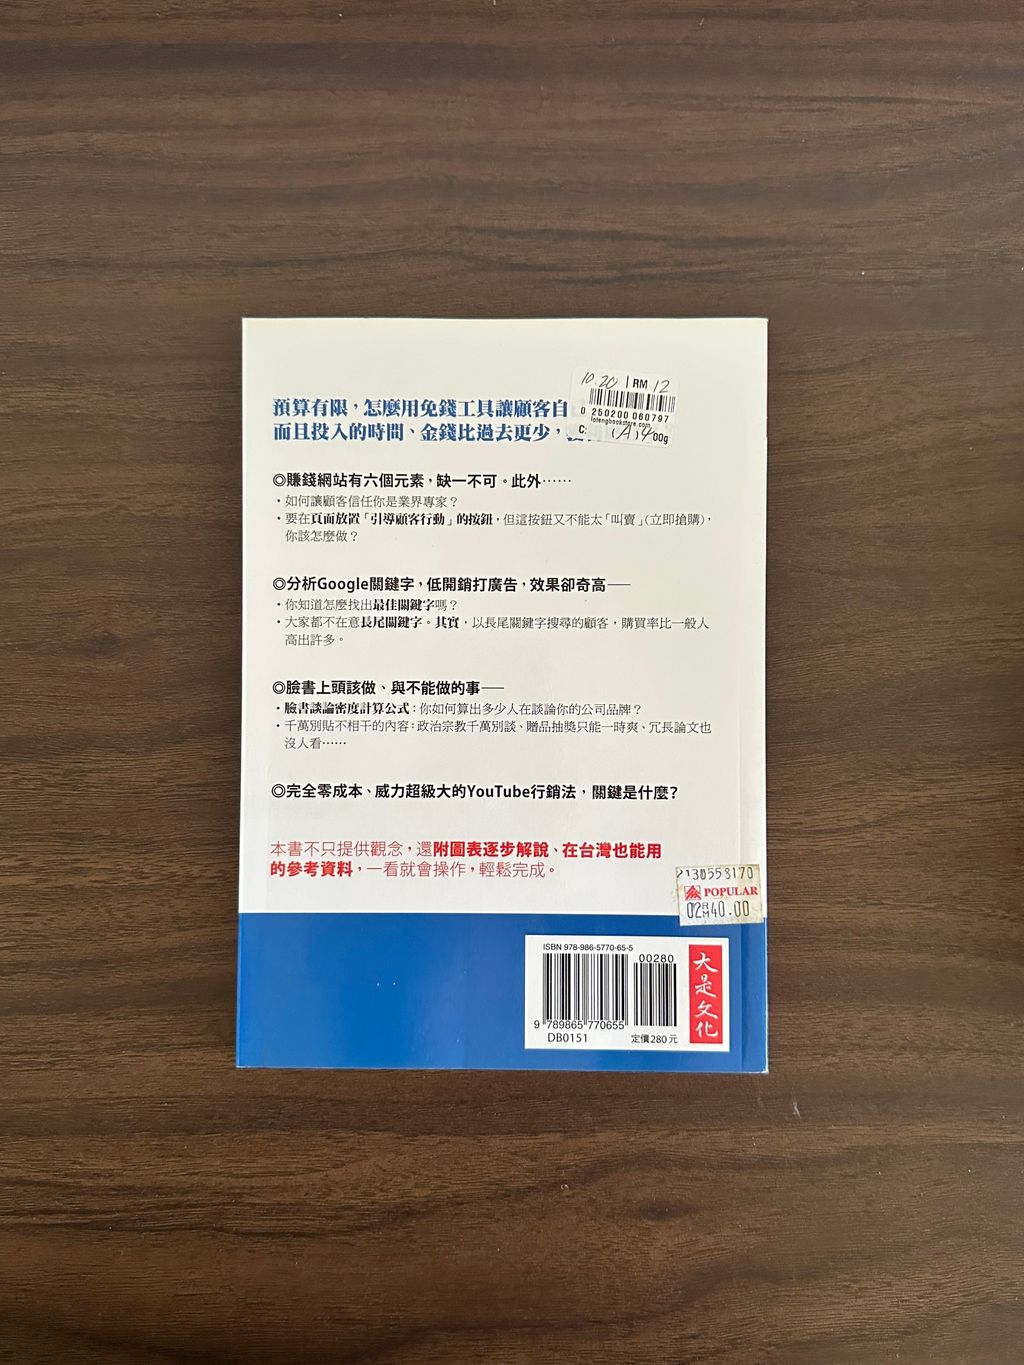 10.20 | RM 12
0 250200 060797
lotengbookstore.com
C: (A)4 00g
預算有限，怎麼用免錢工具讓顧客自
而且投入的時間、金錢比過去更少，
◎賺錢網站有六個元素，缺一不可。此外……
・如何讓顧客信任你是業界專家？
・要在頁面放置「引導顧客行動」的按鈕，但這按鈕又不能太「叫賣」(立即搶購)，
你該怎麼做？
◎分析Google關鍵字，低開銷打廣告，效果卻奇高——
・你知道怎麼找出最佳關鍵字嗎？
・大家都不在意長尾關鍵字。其實，以長尾關鍵字搜尋的顧客，購買率比一般人
高出許多。
◎臉書上頭該做、與不能做的事——
・臉書談論密度計算公式：你如何算出多少人在談論你的公司品牌？
・千萬別貼不相干的內容：政治宗教千萬別談、贈品抽獎只能一時爽、冗長論文也
沒人看……
◎完全零成本、威力超級大的YouTube行銷法，關鍵是什麼？
本書不只提供觀念，還附圖表逐步解說、在台灣也能用
的參考資料，一看就會操作，輕鬆完成。
2130558170
POPULAR
02RM40.00
ISBN 978-986-5770-65-5
00280
9 789865 770655
DB0151
定價280元
大是文化